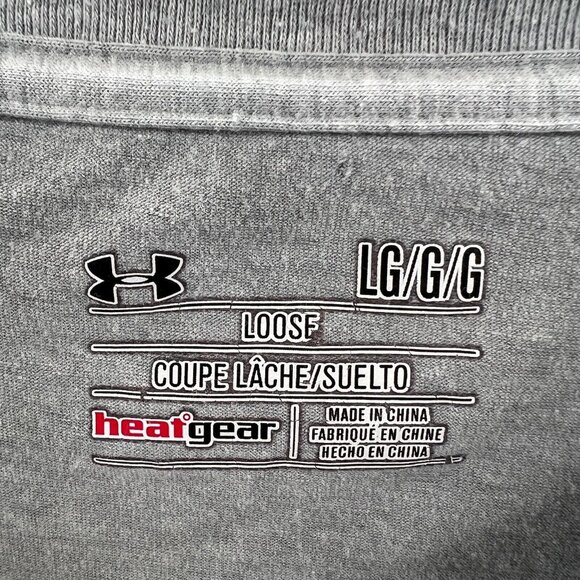 LG/G/G
LOOSE
COUPE LÂCHE/SUELTO
heatgear
MADE IN CHINA
FABRIQUÉ EN CHINE
HECHO EN CHINA